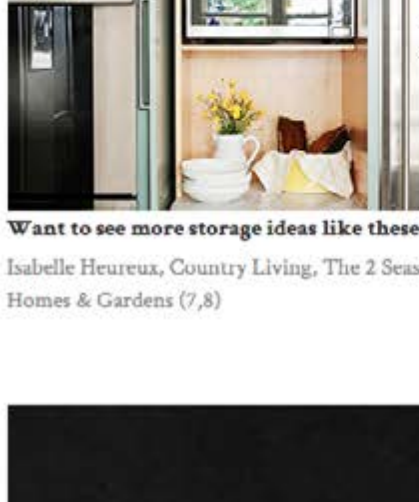 Want to see more storage ideas like these
Isabelle Heureux, Country Living, The 2 Seas
Homes & Gardens (7,8)